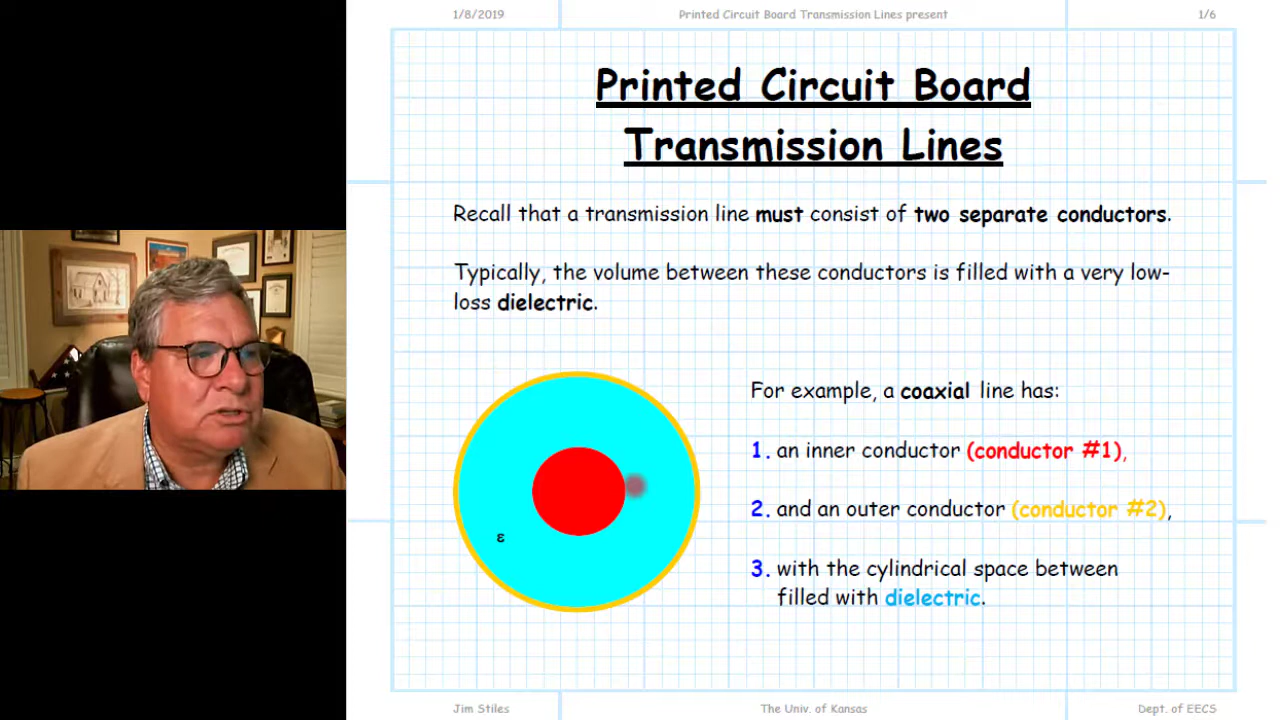 1/8/2019
Printed Circuit Board Transmission Lines present
1/6
Printed Circuit Board
Transmission Lines
Recall that a transmission line must consist of two separate conductors.
Typically, the volume between these conductors is filled with a very low-
loss dielectric.
For example, a coaxial line has:
1. an inner conductor (conductor #1),
2. and an outer conductor (conductor #2),
3. with the cylindrical space between
filled with dielectric.
ε
Jim Stiles
The Univ. of Kansas
Dept. of EECS